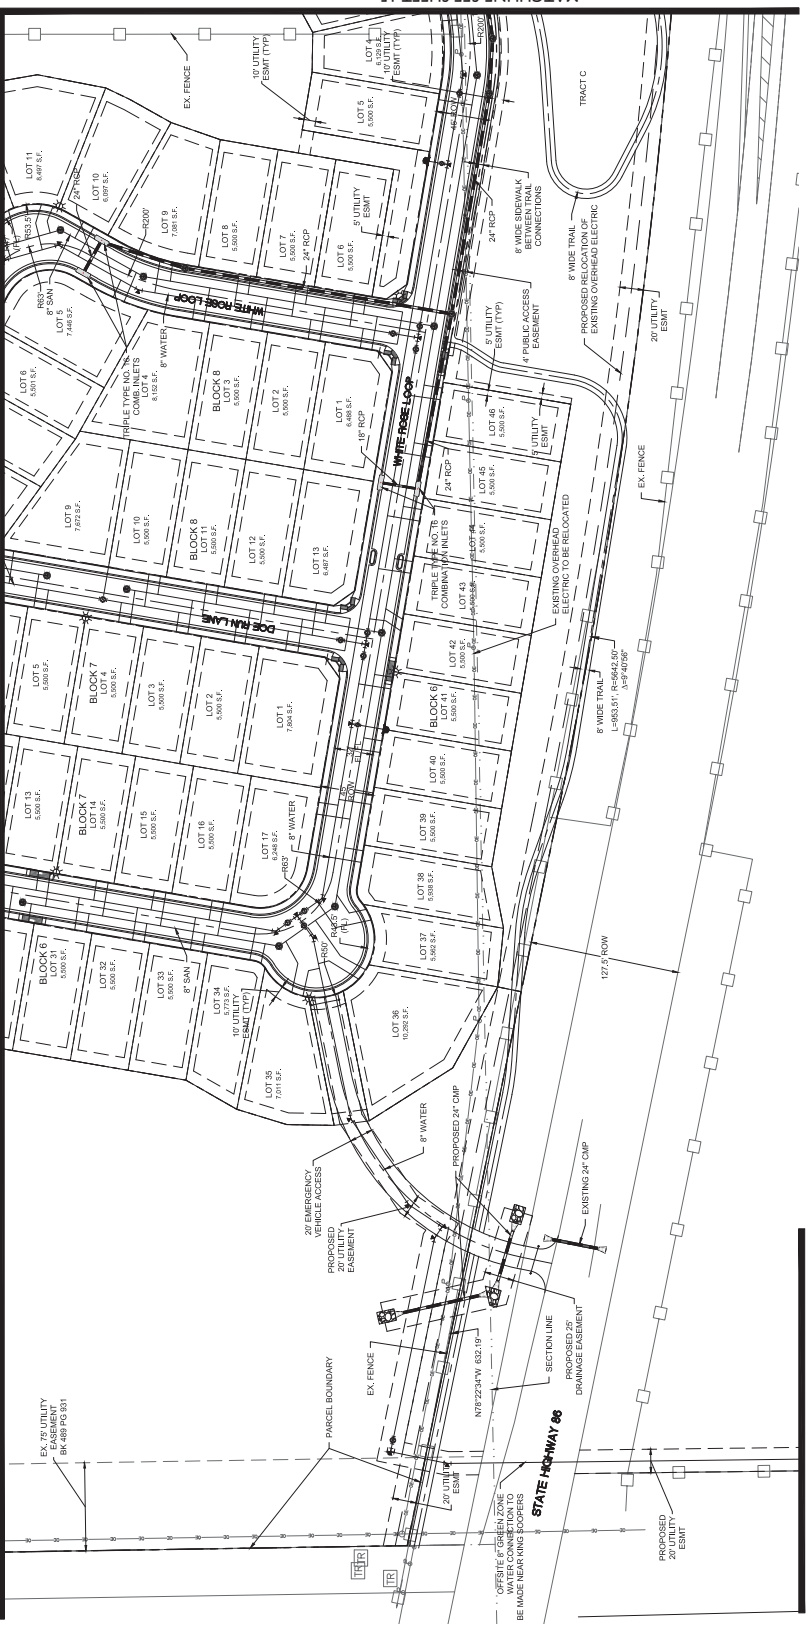 LOT 11
8,497 S.F.
24" RCP
LOT 10
6,097 S.F.
R53.5'
R63'
8" SAN
LOT 5
7,446 S.F.
LOT 6
5,501 S.F.
R200'
LOT 9
7,081 S.F.
LOT 8
5,500 S.F.
LOT 7
5,500 S.F.
24" RCP
LOT 6
5,500 S.F.
5' UTILITY
ESMT
EX. FENCE
10' UTILITY
ESMT (TYP)
LOT 5
5,500 S.F.
LOT 4
6,129 S.F.
10' UTILITY
ESMT (TYP)
45' ROW
R200'
24" RCP
8' WIDE SIDEWALK
BETWEEN TRAIL
CONNECTIONS
TRACT C
8' WIDE TRAIL
PROPOSED RELOCATION OF
EXISTING OVERHEAD ELECTRIC
20' UTILITY
ESMT
4' PUBLIC ACCESS
EASEMENT
5' UTILITY
ESMT (TYP)
WHITE ROSE LOOP
8" WATER
TRIPLE TYPE NO. 16
COMB. INLETS
LOT 4
8,152 S.F.
BLOCK 8
LOT 3
5,500 S.F.
LOT 2
5,500 S.F.
LOT 1
6,488 S.F.
18" RCP
WHITE ROSE LOOP
24" RCP
LOT 46
5,500 S.F.
5' UTILITY
ESMT
LOT 45
5,500 S.F.
LOT 44
5,500 S.F.
LOT 43
5,500 S.F.
LOT 42
5,500 S.F.
BLOCK 6
LOT 41
5,500 S.F.
LOT 40
5,500 S.F.
LOT 39
5,500 S.F.
LOT 38
5,938 S.F.
LOT 37
5,562 S.F.
LOT 36
10,292 S.F.
EX. FENCE
EXISTING OVERHEAD
ELECTRIC TO BE RELOCATED
TRIPLE TYPE NO. 16
COMBINATION INLETS
LOT 9
7,672 S.F.
LOT 10
5,500 S.F.
BLOCK 8
LOT 11
5,500 S.F.
LOT 12
5,500 S.F.
LOT 13
6,487 S.F.
DOE RUN LANE
LOT 5
5,500 S.F.
BLOCK 7
LOT 4
5,500 S.F.
LOT 3
5,500 S.F.
LOT 2
5,500 S.F.
LOT 1
7,804 S.F.
LOT 13
5,500 S.F.
BLOCK 7
LOT 14
5,500 S.F.
LOT 15
5,500 S.F.
LOT 16
5,500 S.F.
LOT 17
6,248 S.F.
R63'
8" WATER
45'
ROW
8' WIDE TRAIL
L=953.51', R=5642.50'
Δ=9°40'56"
BLOCK 6
LOT 31
5,500 S.F.
LOT 32
5,500 S.F.
LOT 33
5,500 S.F.
8" SAN
LOT 34
5,773 S.F.
10' UTILITY
ESMT (TYP)
LOT 35
7,011 S.F.
R50'
R43.5'
(FL)
127.5' ROW
8" WATER
PROPOSED 24" CMP
20' EMERGENCY
VEHICLE ACCESS
PROPOSED
20' UTILITY
EASEMENT
EXISTING 24" CMP
EX. FENCE
N78°22'34"W 632.19'
SECTION LINE
PROPOSED 25'
DRAINAGE EASEMENT
EX. 75' UTILITY
EASEMENT
BK 489 PG 931
PARCEL BOUNDARY
20' UTILITY
ESMT
STATE HIGHWAY 86
OFFSITE 8" GREEN ZONE
WATER CONNECTION TO
BE MADE NEAR KING SOOPERS
PROPOSED
20' UTILITY
ESMT
TR
TR
TR